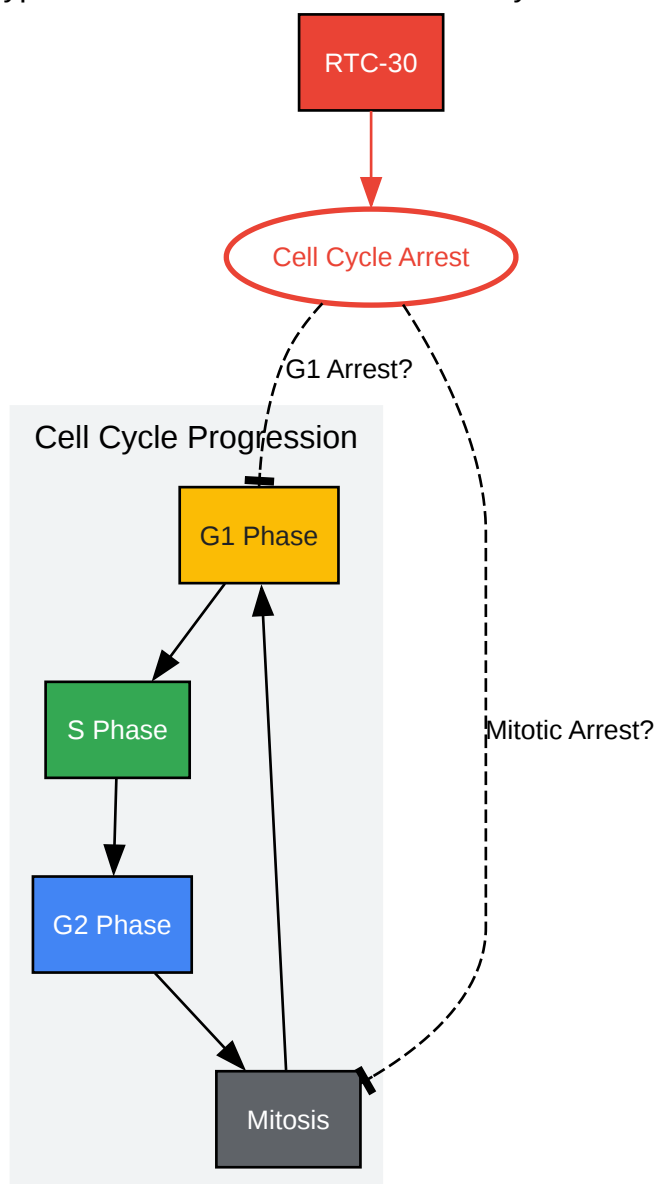 RTC-30
Cell Cycle Arrest
G1 Arrest?
Cell Cycle Progression
G1 Phase
S Phase
Mitotic Arrest?
G2 Phase
Mitosis